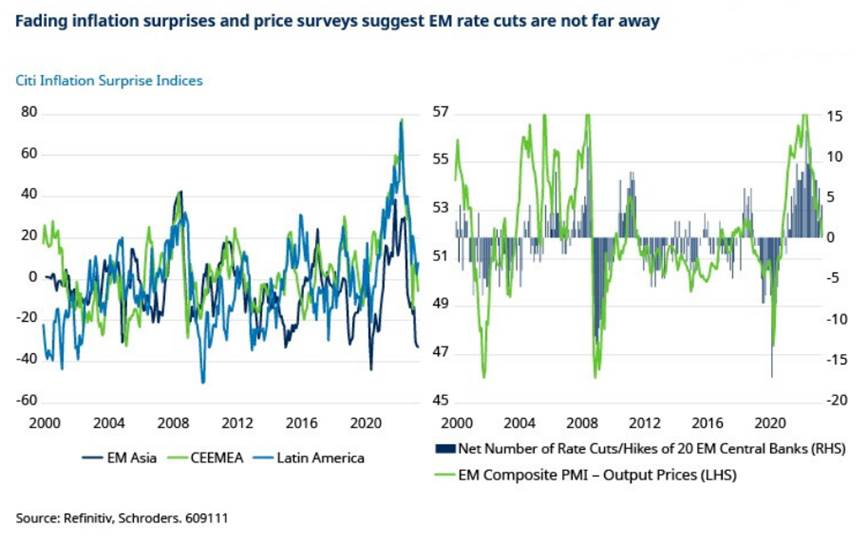 Fading inflation surprises and price surveys suggest EM rate cuts are not far away
Citi Inflation Surprise Indices
80
60
40
20
0
-20
-40
-60
2000 2004 2008 2012 2016 2020
EM Asia CEEMEA Latin America
57
55
53
51
49
47
45
15
10
5
0
-5
-10
-15
-20
2000 2004 2008 2012 2016 2020
Net Number of Rate Cuts/Hikes of 20 EM Central Banks (RHS)
EM Composite PMI – Output Prices (LHS)
Source: Refinitiv, Schroders. 609111